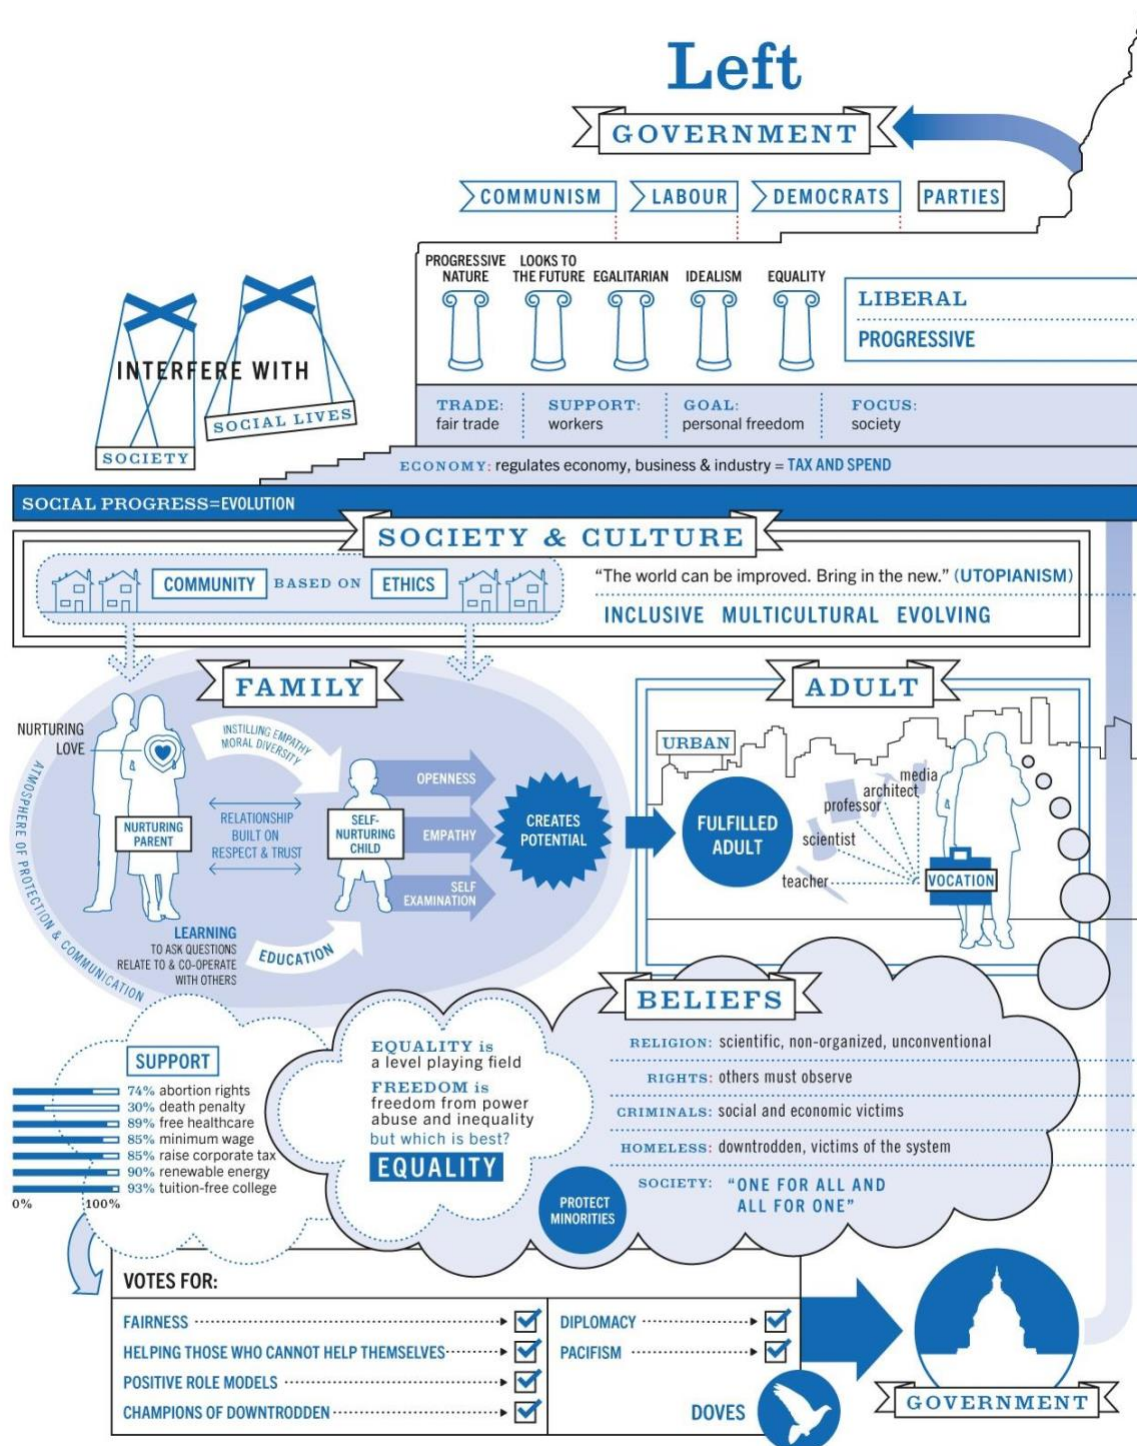 Left
GOVERNMENT
COMMUNISM
LABOUR
DEMOCRATS
PARTIES
PROGRESSIVE
NATURE
LOOKS TO
THE FUTURE
EGALITARIAN
IDEALISM
EQUALITY
LIBERAL
PROGRESSIVE
INTERFERE WITH
SOCIETY
SOCIAL LIVES
TRADE:
fair trade
SUPPORT:
workers
GOAL:
personal freedom
FOCUS:
society
ECONOMY: regulates economy, business & industry = TAX AND SPEND
SOCIAL PROGRESS=EVOLUTION
SOCIETY & CULTURE
COMMUNITY BASED ON ETHICS
“The world can be improved. Bring in the new.” (UTOPIANISM)
INCLUSIVE MULTICULTURAL EVOLVING
FAMILY
NURTURING
LOVE
INSTILLING EMPATHY
MORAL DIVERSITY
ATMOSPHERE OF PROTECTION & COMMUNICATION
NURTURING
PARENT
RELATIONSHIP
BUILT ON
RESPECT & TRUST
SELF-
NURTURING
CHILD
OPENNESS
EMPATHY
SELF
EXAMINATION
CREATES
POTENTIAL
LEARNING
TO ASK QUESTIONS
RELATE TO & CO-OPERATE
WITH OTHERS
EDUCATION
ADULT
URBAN
FULFILLED
ADULT
media
architect
professor
scientist
teacher
VOCATION
BELIEFS
RELIGION: scientific, non-organized, unconventional
RIGHTS: others must observe
CRIMINALS: social and economic victims
HOMELESS: downtrodden, victims of the system
SOCIETY: “ONE FOR ALL AND
ALL FOR ONE”
EQUALITY is
a level playing field
FREEDOM is
freedom from power
abuse and inequality
but which is best?
EQUALITY
PROTECT
MINORITIES
SUPPORT
74% abortion rights
30% death penalty
89% free healthcare
85% minimum wage
85% raise corporate tax
90% renewable energy
93% tuition-free college
0% 100%
VOTES FOR:
FAIRNESS
HELPING THOSE WHO CANNOT HELP THEMSELVES
POSITIVE ROLE MODELS
CHAMPIONS OF DOWNTRODDEN
DIPLOMACY
PACIFISM
DOVES
GOVERNMENT